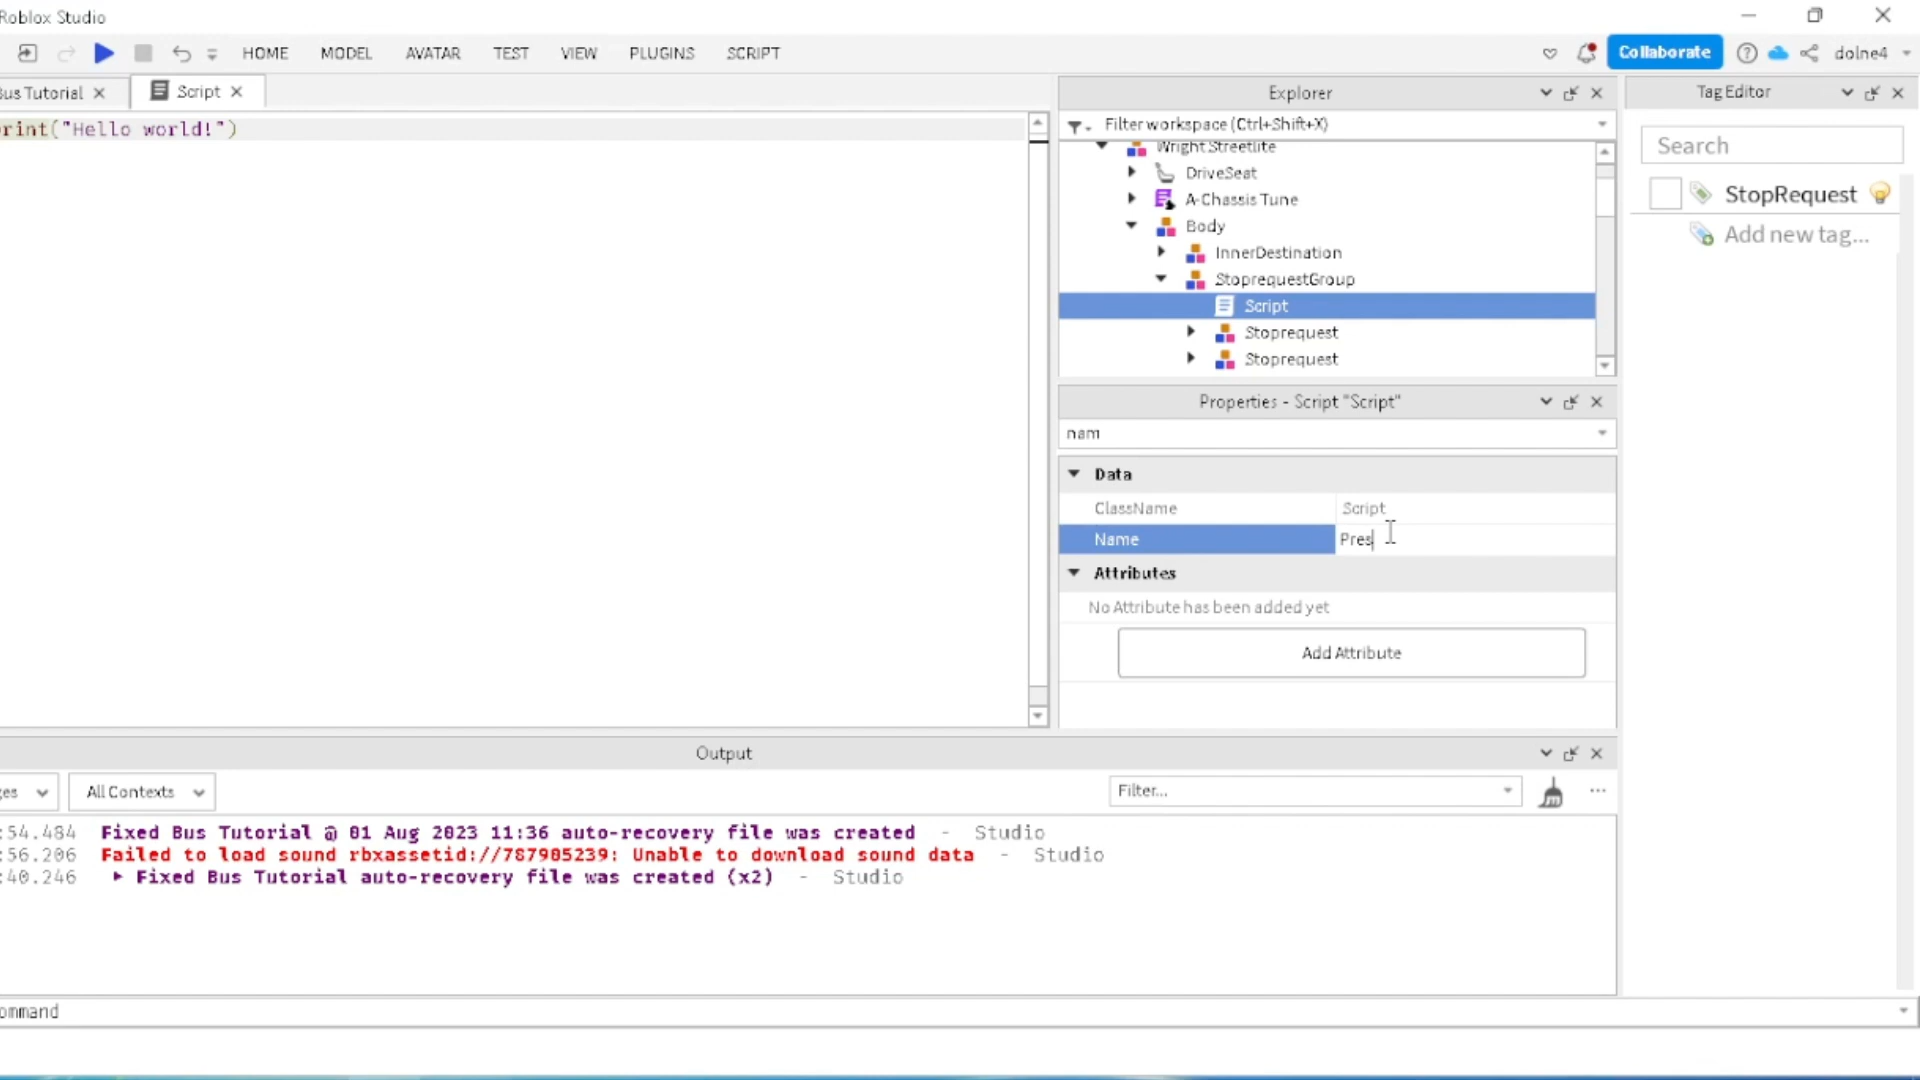 Roblox Studio
HOME MODEL AVATAR TEST VIEW PLUGINS SCRIPT
Collaborate
dolne4
Bus Tutorial
Script
print("Hello world!")
Explorer
Filter workspace (Ctrl+Shift+X)
Wright Streetlite
DriveSeat
A-Chassis Tune
Body
InnerDestination
StoprequestGroup
Script
Stoprequest
Stoprequest
Properties - Script "Script"
nam
Data
ClassName Script
Name Pres
Attributes
No Attribute has been added yet
Add Attribute
Tag Editor
Search
StopRequest
Add new tag...
Output
ges
All Contexts
Filter...
:54.484 Fixed Bus Tutorial @ 01 Aug 2023 11:36 auto-recovery file was created - Studio
:56.206 Failed to load sound rbxassetid://787905239: Unable to download sound data - Studio
:40.246 Fixed Bus Tutorial auto-recovery file was created (x2) - Studio
ommand